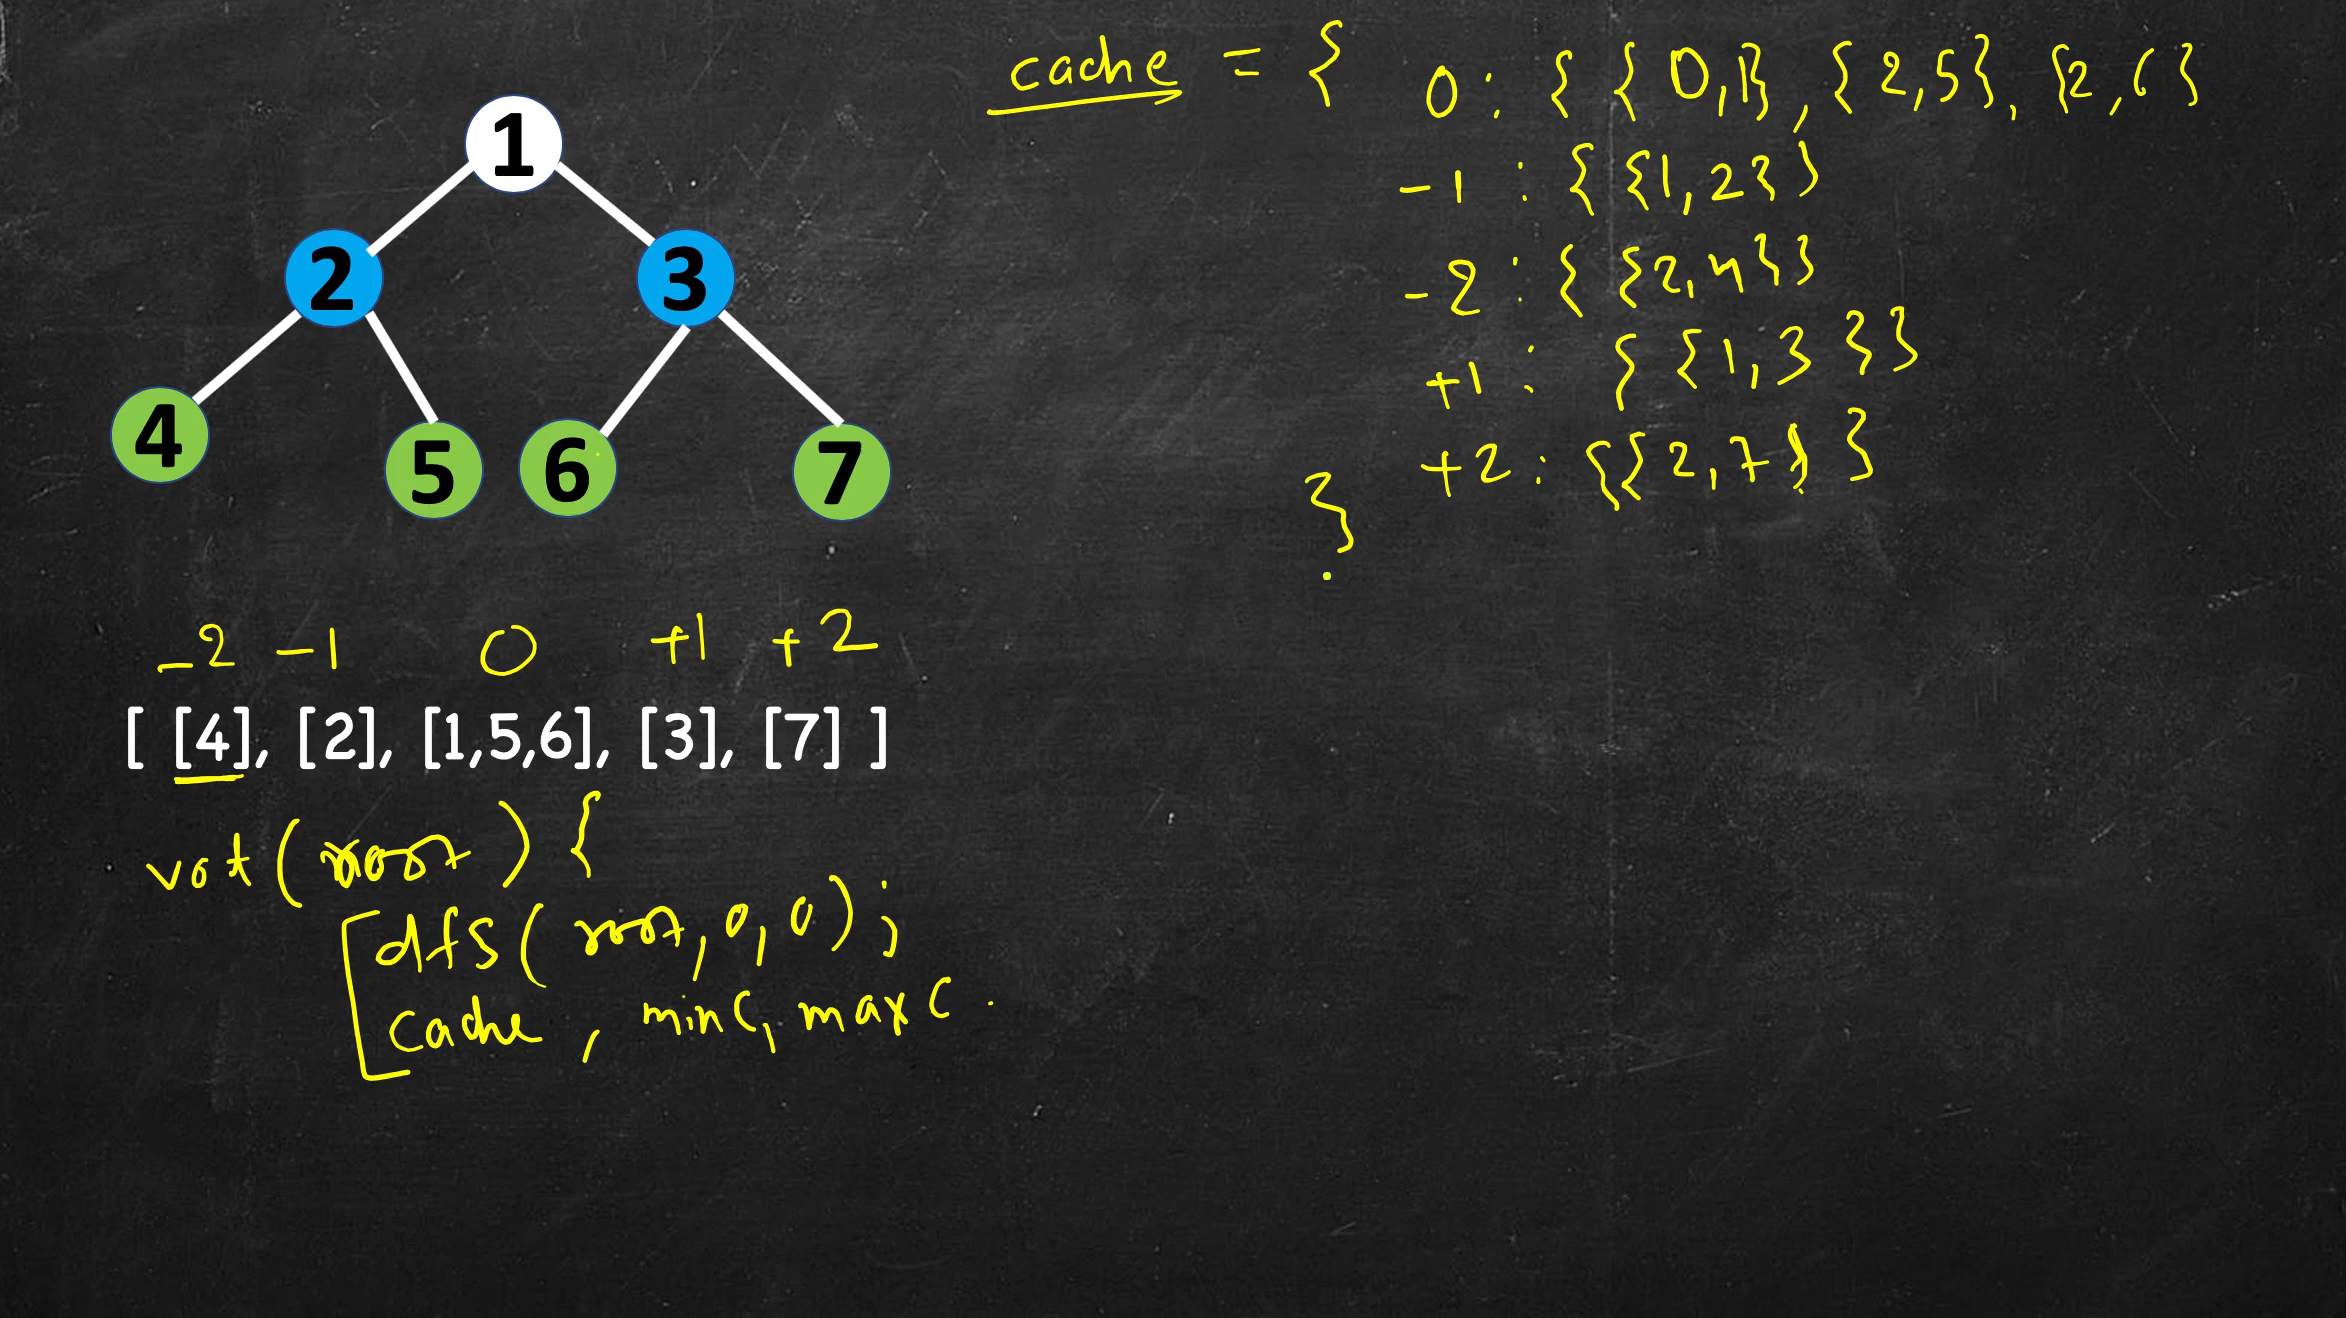 cache = { 0 : { { 0,1}, {2,5}, {2,6}
-1 : { {1,2} }
-2 : { {2,4} }
+1 : { {1,3 } }
+2 : { { 2,7} }
}
1
2 3
4 5 6 7
-2 -1 0 +1 +2
[ [4], [2], [1,5,6], [3], [7] ]
vot(root) {
dfs( root, 0, 0);
cache, minC, maxC.